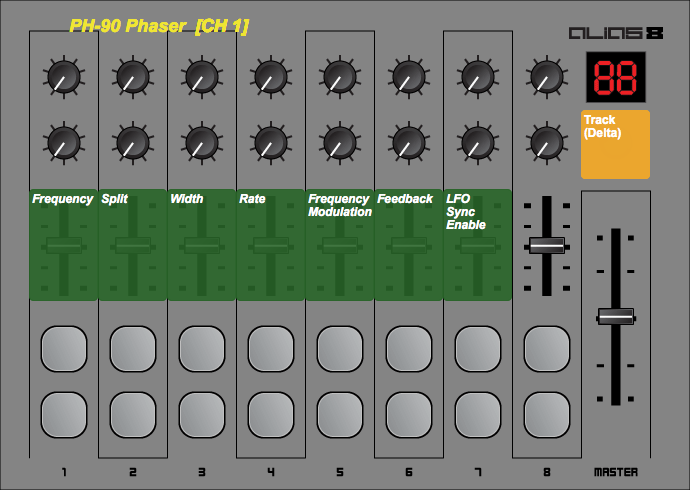 PH-90 Phaser [CH 1]
ALIAS 8
88
Track
(Delta)
Frequency
Split
Width
Rate
Frequency
Modulation
Feedback
LFO
Sync
Enable
1
2
3
4
5
6
7
8
MASTER